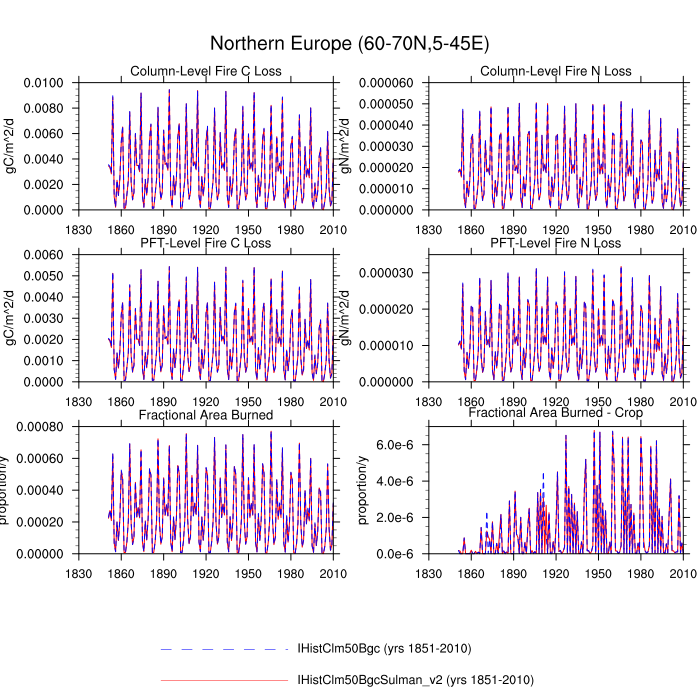 Northern Europe (60-70N,5-45E)
Column-Level Fire C Loss
gC/m^2/d
0.0100
0.0080
0.0060
0.0040
0.0020
0.0000
1830 1860 1890 1920 1950 1980 2010
Column-Level Fire N Loss
gN/m^2/d
0.000060
0.000050
0.000040
0.000030
0.000020
0.000010
0.000000
1830 1860 1890 1920 1950 1980 2010
PFT-Level Fire C Loss
gC/m^2/d
0.0060
0.0050
0.0040
0.0030
0.0020
0.0010
0.0000
1830 1860 1890 1920 1950 1980 2010
PFT-Level Fire N Loss
gN/m^2/d
0.000030
0.000020
0.000010
0.000000
1830 1860 1890 1920 1950 1980 2010
Fractional Area Burned
proportion/y
0.00080
0.00060
0.00040
0.00020
0.00000
1830 1860 1890 1920 1950 1980 2010
Fractional Area Burned - Crop
proportion/y
6.0e-6
4.0e-6
2.0e-6
0.0e-6
1830 1860 1890 1920 1950 1980 2010
IHistClm50Bgc (yrs 1851-2010)
IHistClm50BgcSulman_v2 (yrs 1851-2010)